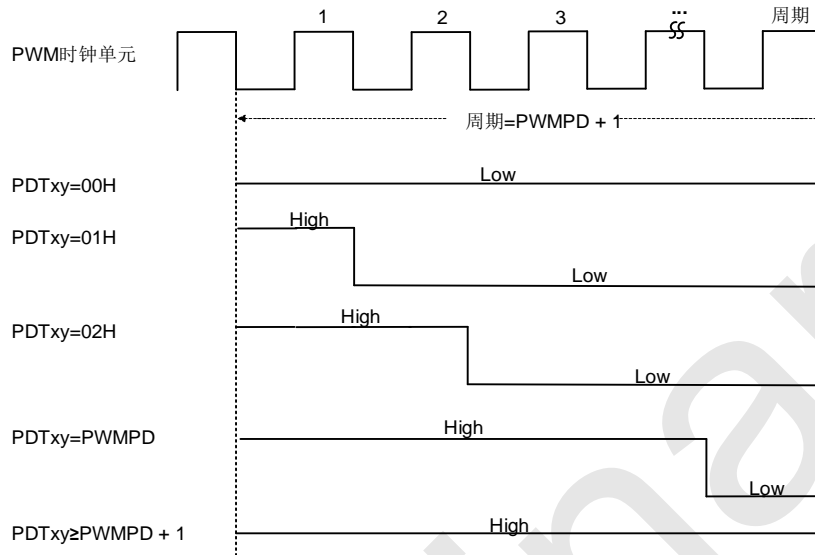 1 2 3 ... 周期
PWM时钟单元
周期=PWMPD + 1
PDTxy=00H Low
High
PDTxy=01H
Low
High
PDTxy=02H
Low
High
PDTxy=PWMPD
Low
High
PDTxy≥PWMPD + 1